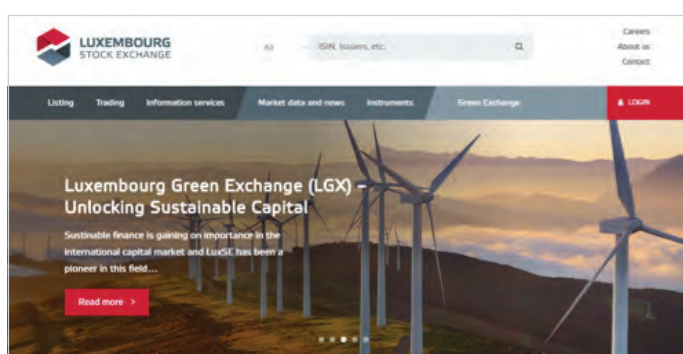 LUXEMBOURG
STOCK EXCHANGE
All
ISIN, Issuers, etc.
Careers
About us
Contact
Listing Trading Information services Market data and news Instruments Green Exchange LOGIN
Luxembourg Green Exchange (LGX) –
Unlocking Sustainable Capital
Sustinable finance is gaining on importance in the
international capital market and LuxSE has been a
pioneer in this field...
Read more >